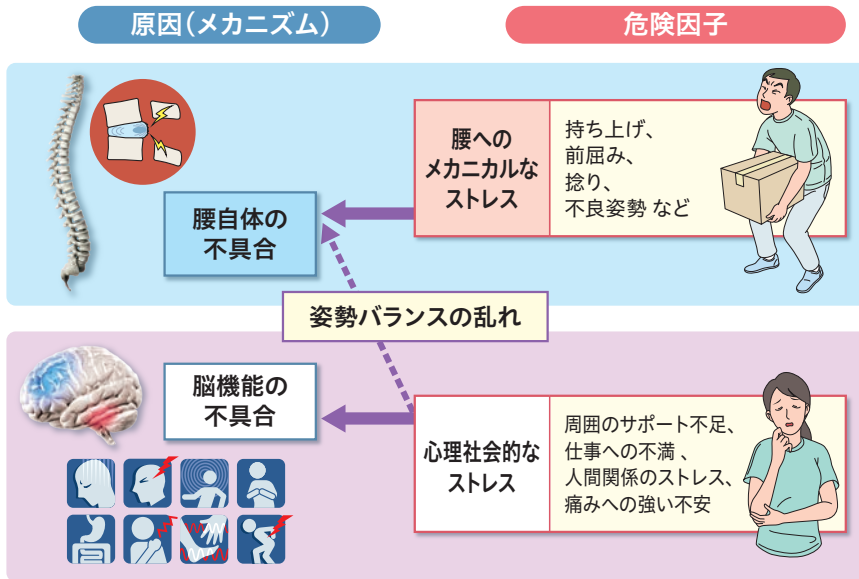 原因(メカニズム)
危険因子
腰への
メカニカルな
ストレス
持ち上げ、
前屈み、
捻り、
不良姿勢 など
腰自体の
不具合
姿勢バランスの乱れ
脳機能の
不具合
心理社会的な
ストレス
周囲のサポート不足、
仕事への不満 、
人間関係のストレス、
痛みへの強い不安